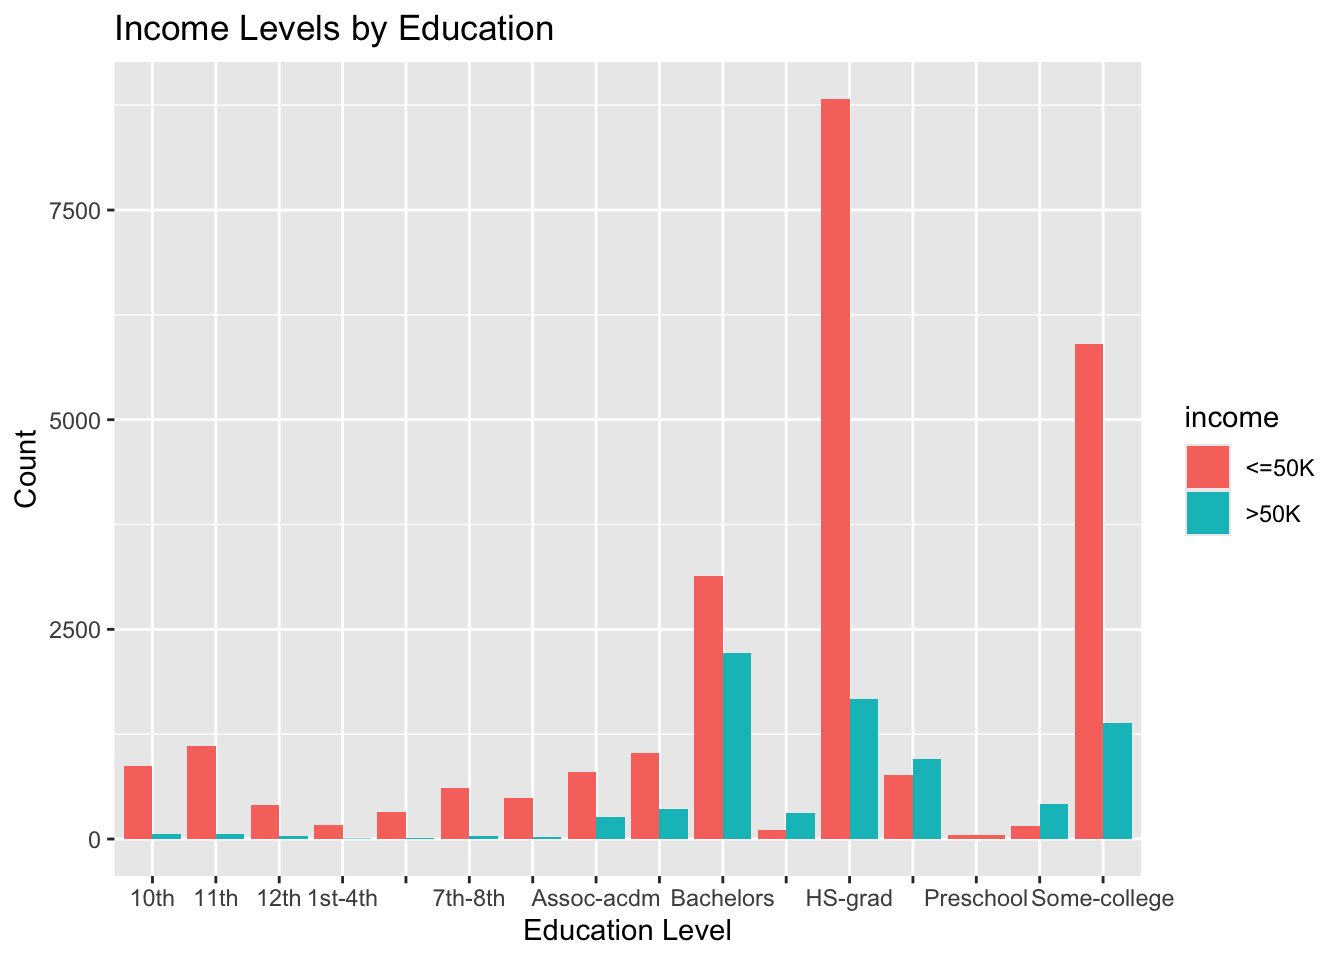 Income Levels by Education
7500
5000
2500
0
Count
10th 11th 12th 1st-4th 7th-8th Assoc-acdm Bachelors HS-grad Preschool Some-college
Education Level
income
<=50K
>50K